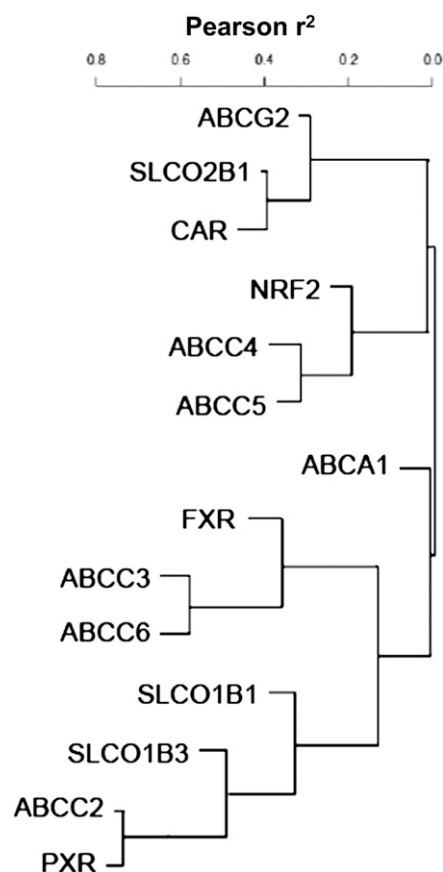 Pearson r²
0.8 0.6 0.4 0.2 0.0
ABCG2
SLCO2B1
CAR
NRF2
ABCC4
ABCC5
ABCA1
FXR
ABCC3
ABCC6
SLCO1B1
SLCO1B3
ABCC2
PXR